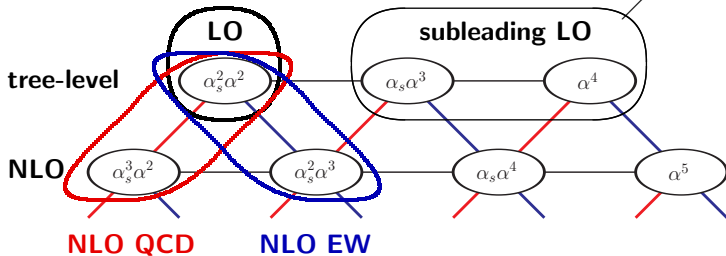 LO subleading LO
tree-level α_s^2α^2 α_sα^3 α^4
NLO α_s^3α^2 α_s^2α^3 α_sα^4 α^5
NLO QCD NLO EW